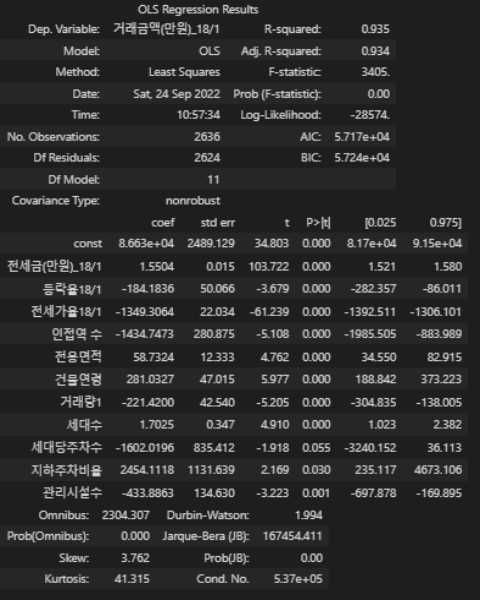 OLS Regression Results
Dep. Variable: 거래금액(만원)_18/1 R-squared: 0.935
Model: OLS Adj. R-squared: 0.934
Method: Least Squares F-statistic: 3405.
Date: Sat, 24 Sep 2022 Prob (F-statistic): 0.00
Time: 10:57:34 Log-Likelihood: -28574.
No. Observations: 2636 AIC: 5.717e+04
Df Residuals: 2624 BIC: 5.724e+04
Df Model: 11
Covariance Type: nonrobust
coef std err t P>|t| [0.025 0.975]
const 8.663e+04 2489.129 34.803 0.000 8.17e+04 9.15e+04
전세금(만원)_18/1 1.5504 0.015 103.722 0.000 1.521 1.580
등락율18/1 -184.1836 50.066 -3.679 0.000 -282.357 -86.011
전세가율18/1 -1349.3064 22.034 -61.239 0.000 -1392.511 -1306.101
인접역 수 -1434.7473 280.875 -5.108 0.000 -1985.505 -883.989
전용면적 58.7324 12.333 4.762 0.000 34.550 82.915
건물연령 281.0327 47.015 5.977 0.000 188.842 373.223
거래량1 -221.4200 42.540 -5.205 0.000 -304.835 -138.005
세대수 1.7025 0.347 4.910 0.000 1.023 2.382
세대당주차수 -1602.0196 835.412 -1.918 0.055 -3240.152 36.113
지하주차비율 2454.1118 1131.639 2.169 0.030 235.117 4673.106
관리시설수 -433.8863 134.630 -3.223 0.001 -697.878 -169.895
Omnibus: 2304.307 Durbin-Watson: 1.994
Prob(Omnibus): 0.000 Jarque-Bera (JB): 167454.411
Skew: 3.762 Prob(JB): 0.00
Kurtosis: 41.315 Cond. No. 5.37e+05